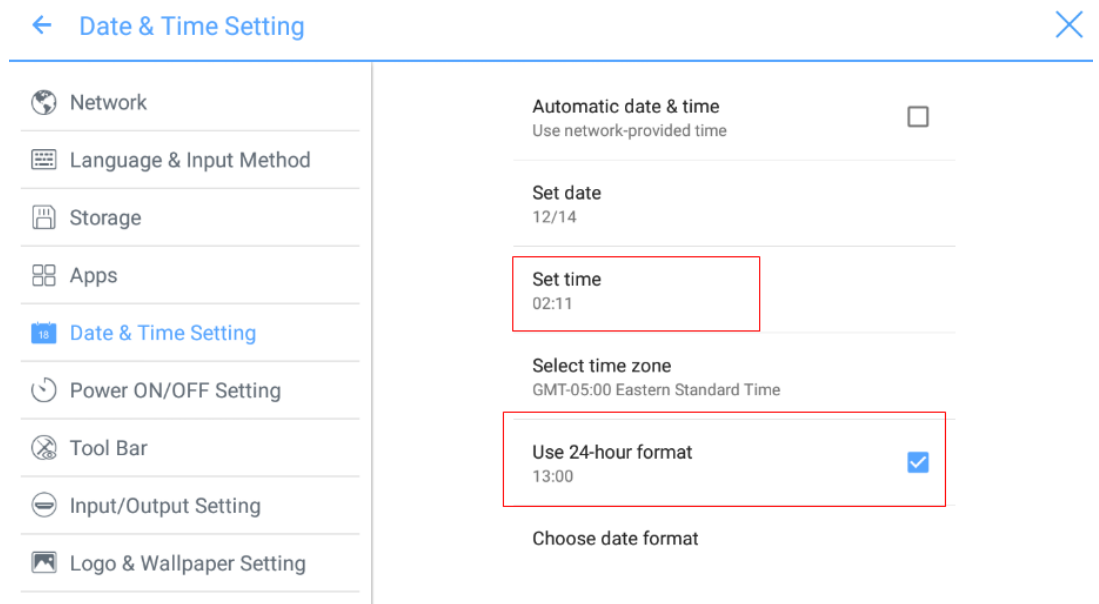 Date & Time Setting
Network
Language & Input Method
Storage
Apps
18
Date & Time Setting
Power ON/OFF Setting
Tool Bar
Input/Output Setting
Logo & Wallpaper Setting
Automatic date & time
Use network-provided time
Set date
12/14
Set time
02:11
Select time zone
GMT-05:00 Eastern Standard Time
Use 24-hour format
13:00
Choose date format